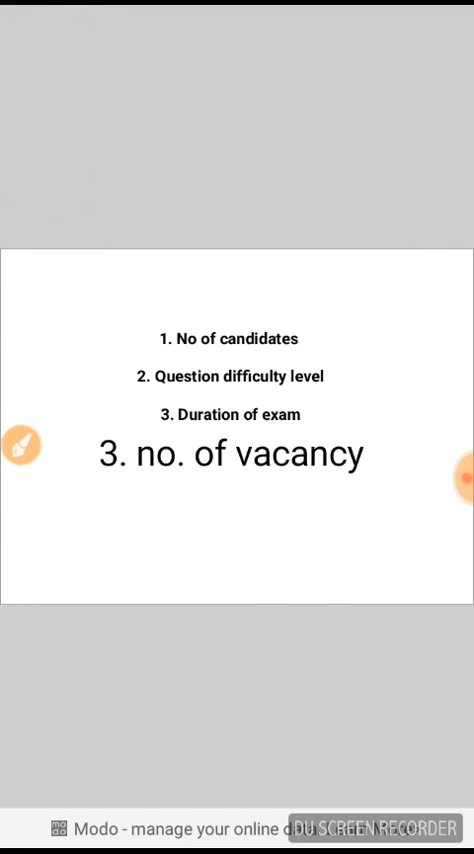 1. No of candidates
2. Question difficulty level
3. Duration of exam
3. no. of vacancy
Modo - manage your online
DU SCREEN RECORDER